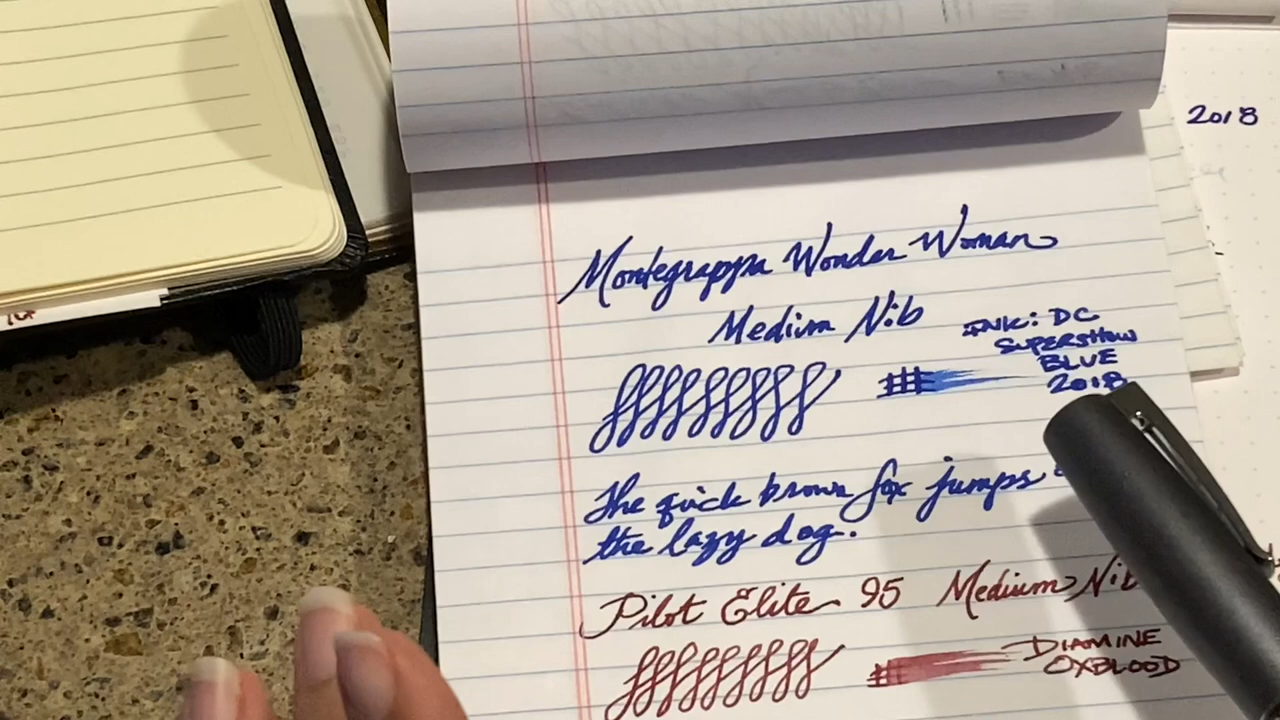 2018
Montegrappa Wonder Woman
Medium Nib
INK: DC
SUPERSHOW
BLUE
2018
The quick brown fox jumps
the lazy dog.
Pilot Elite 95 Medium Nib
DIAMINE
OXBLOOD